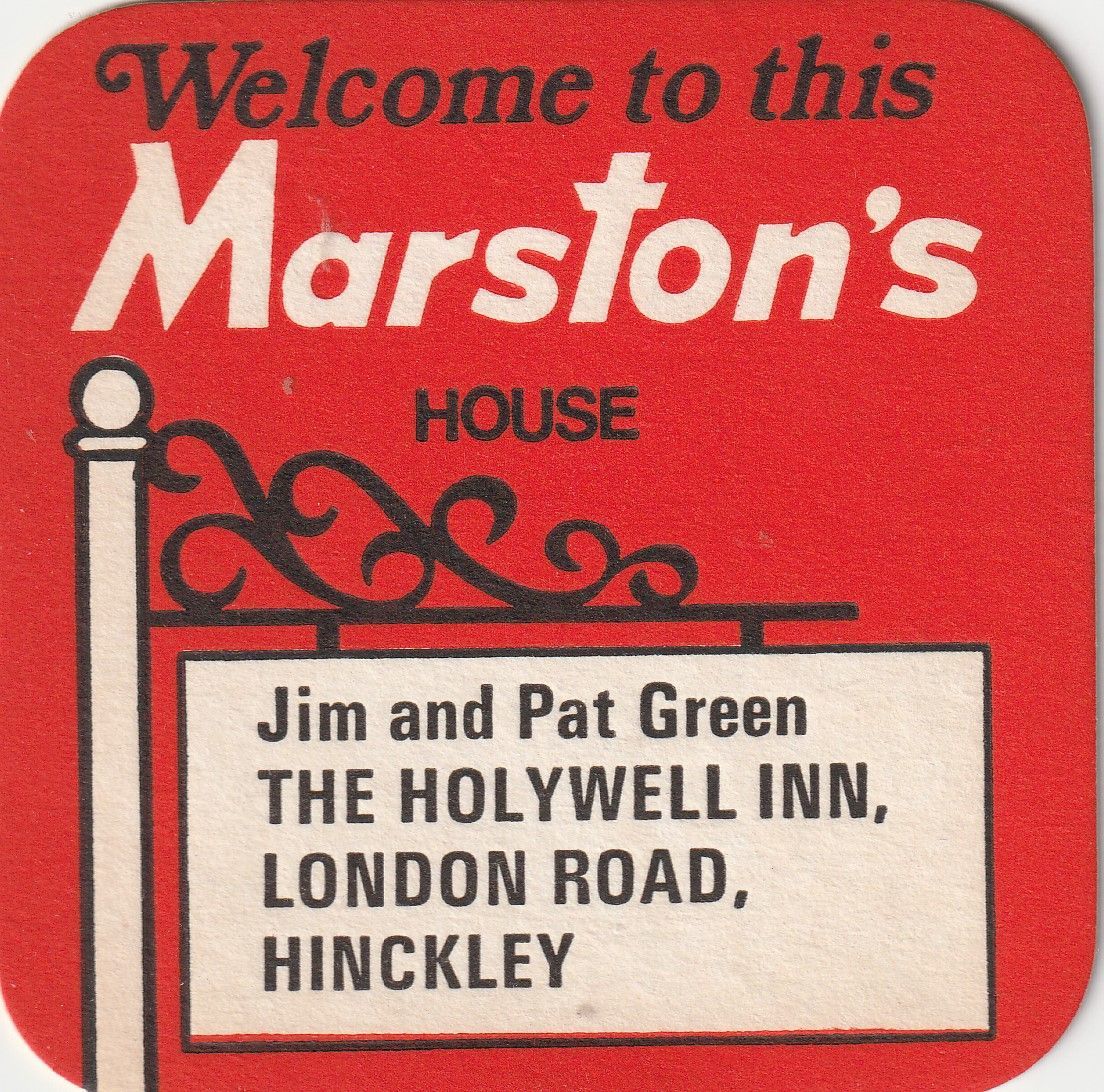 Welcome to this
Marston's
HOUSE
Jim and Pat Green
THE HOLYWELL INN,
LONDON ROAD,
HINCKLEY